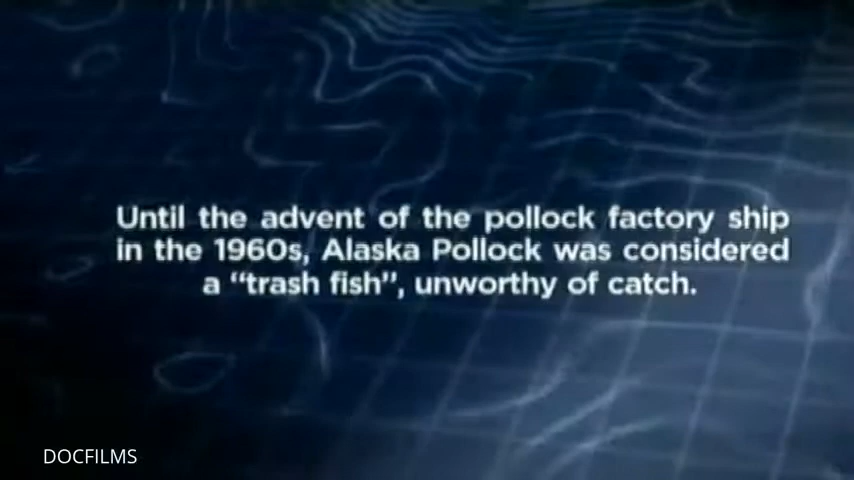 Until the advent of the pollock factory ship
in the 1960s, Alaska Pollock was considered
a “trash fish”, unworthy of catch.
DOCFILMS